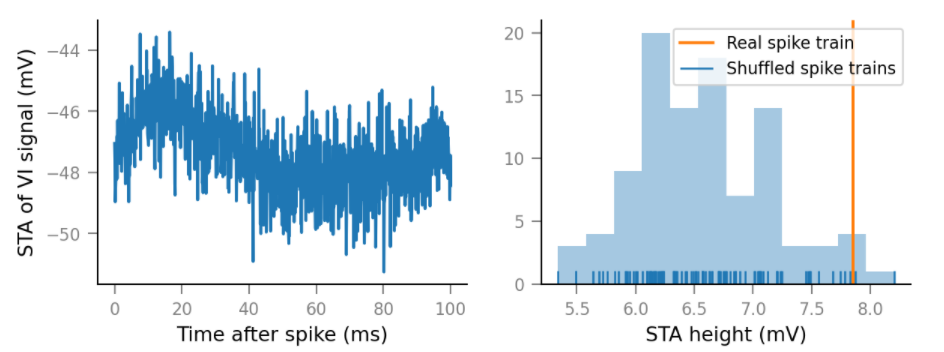 STA of VI signal (mV)
−44
−46
−48
−50
0 20 40 60 80 100
Time after spike (ms)
20
15
10
5
0
Real spike train
Shuffled spike trains
5.5 6.0 6.5 7.0 7.5 8.0
STA height (mV)